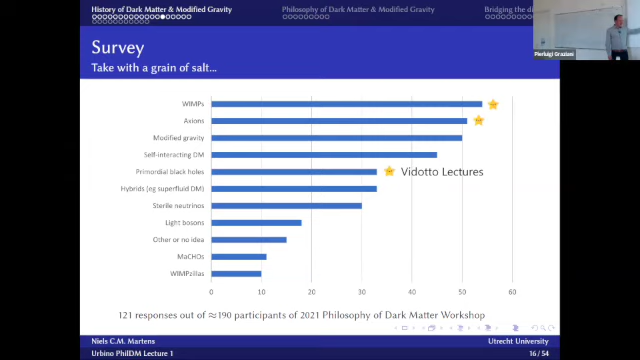 History of Dark Matter & Modified Gravity
Philosophy of Dark Matter & Modified Gravity
Bridging the di
Pierluigi Graziani
Survey
Take with a grain of salt...
WIMPs
Axions
Modified gravity
Self-interacting DM
Primordial black holes
Vidotto Lectures
Hybrids (eg superfluid DM)
Sterile neutrinos
Light bosons
Other or no idea
MaCHOs
WIMPzillas
0 10 20 30 40 50 60
121 responses out of ≈190 participants of 2021 Philosophy of Dark Matter Workshop
Niels C.M. Martens
Utrecht University
Urbino PhilDM Lecture 1
16 / 54